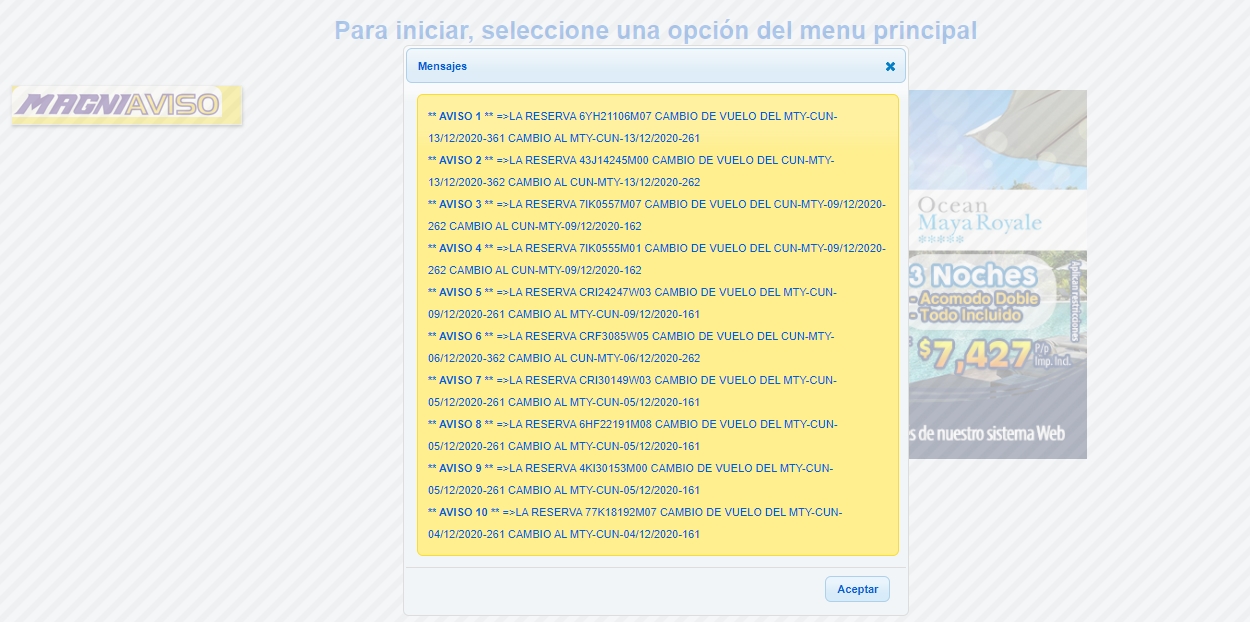 Para iniciar, seleccione una opción del menu principal
Mensajes
MAGNIAVISO
** AVISO 1 ** =>LA RESERVA 6YH21106M07 CAMBIO DE VUELO DEL MTY-CUN-
13/12/2020-361 CAMBIO AL MTY-CUN-13/12/2020-261
** AVISO 2 ** =>LA RESERVA 43J14245M00 CAMBIO DE VUELO DEL CUN-MTY-
13/12/2020-362 CAMBIO AL CUN-MTY-13/12/2020-262
** AVISO 3 ** =>LA RESERVA 7IK0557M07 CAMBIO DE VUELO DEL CUN-MTY-09/12/2020-
262 CAMBIO AL CUN-MTY-09/12/2020-162
** AVISO 4 ** =>LA RESERVA 7IK0555M01 CAMBIO DE VUELO DEL CUN-MTY-09/12/2020-
262 CAMBIO AL CUN-MTY-09/12/2020-162
** AVISO 5 ** =>LA RESERVA CRI24247W03 CAMBIO DE VUELO DEL MTY-CUN-
09/12/2020-261 CAMBIO AL MTY-CUN-09/12/2020-161
** AVISO 6 ** =>LA RESERVA CRF3085W05 CAMBIO DE VUELO DEL CUN-MTY-
06/12/2020-362 CAMBIO AL CUN-MTY-06/12/2020-262
** AVISO 7 ** =>LA RESERVA CRI30149W03 CAMBIO DE VUELO DEL MTY-CUN-
05/12/2020-261 CAMBIO AL MTY-CUN-05/12/2020-161
** AVISO 8 ** =>LA RESERVA 6HF22191M08 CAMBIO DE VUELO DEL MTY-CUN-
05/12/2020-261 CAMBIO AL MTY-CUN-05/12/2020-161
** AVISO 9 ** =>LA RESERVA 4KI30153M00 CAMBIO DE VUELO DEL MTY-CUN-
05/12/2020-261 CAMBIO AL MTY-CUN-05/12/2020-161
** AVISO 10 ** =>LA RESERVA 77K18192M07 CAMBIO DE VUELO DEL MTY-CUN-
04/12/2020-261 CAMBIO AL MTY-CUN-04/12/2020-161
Aceptar
Ocean
Maya Royale
*****
3 Noches
- Acomodo Doble
- Todo Incluido
Aplican restricciones
$7,427 P/p
Imp. Incl.
de nuestro sistema Web